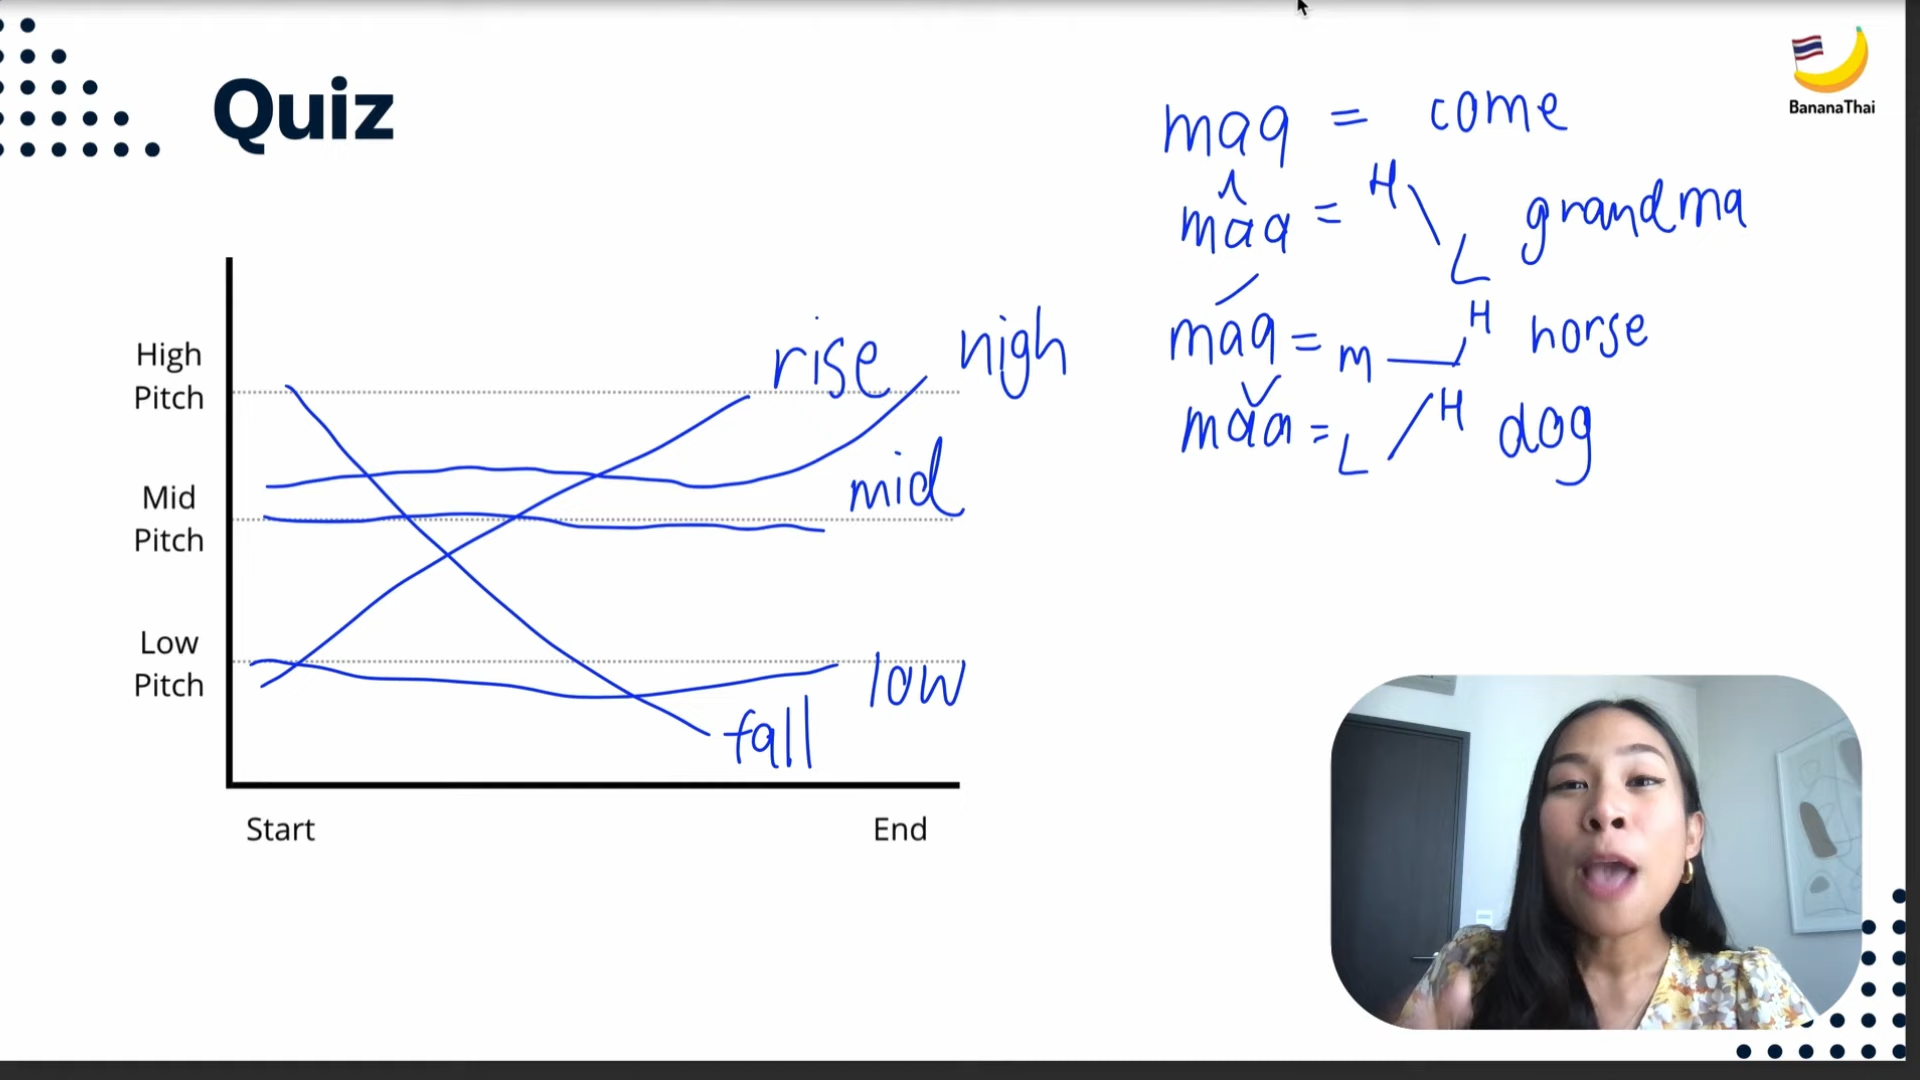 Quiz
BananaThai
maa = come
mâa = H \ L grandma
máa = m — / H horse
mǎa = L / H dog
High
Pitch
Mid
Pitch
Low
Pitch
rise
high
mid
low
fall
Start
End